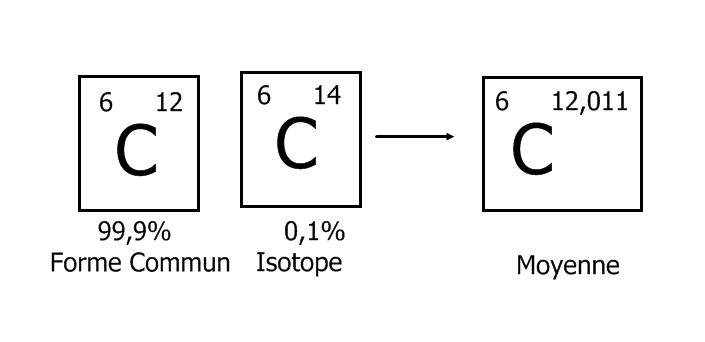 6 12
C
99,9%
Forme Commun
6 14
C
0,1%
Isotope
6 12,011
C
Moyenne